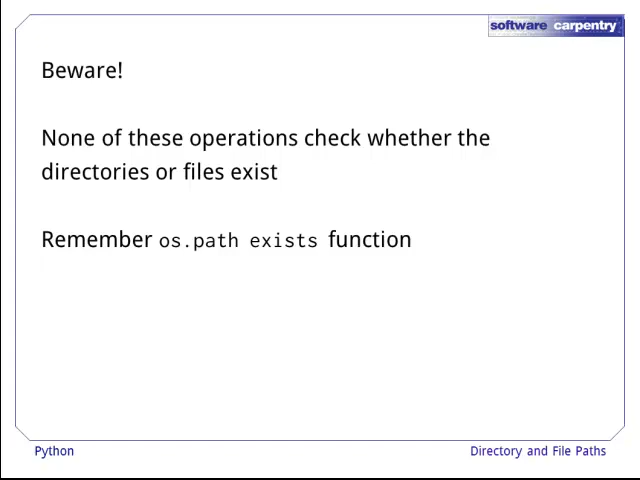 software carpentry
Beware!
None of these operations check whether the
directories or files exist
Remember os.path exists function
Python
Directory and File Paths